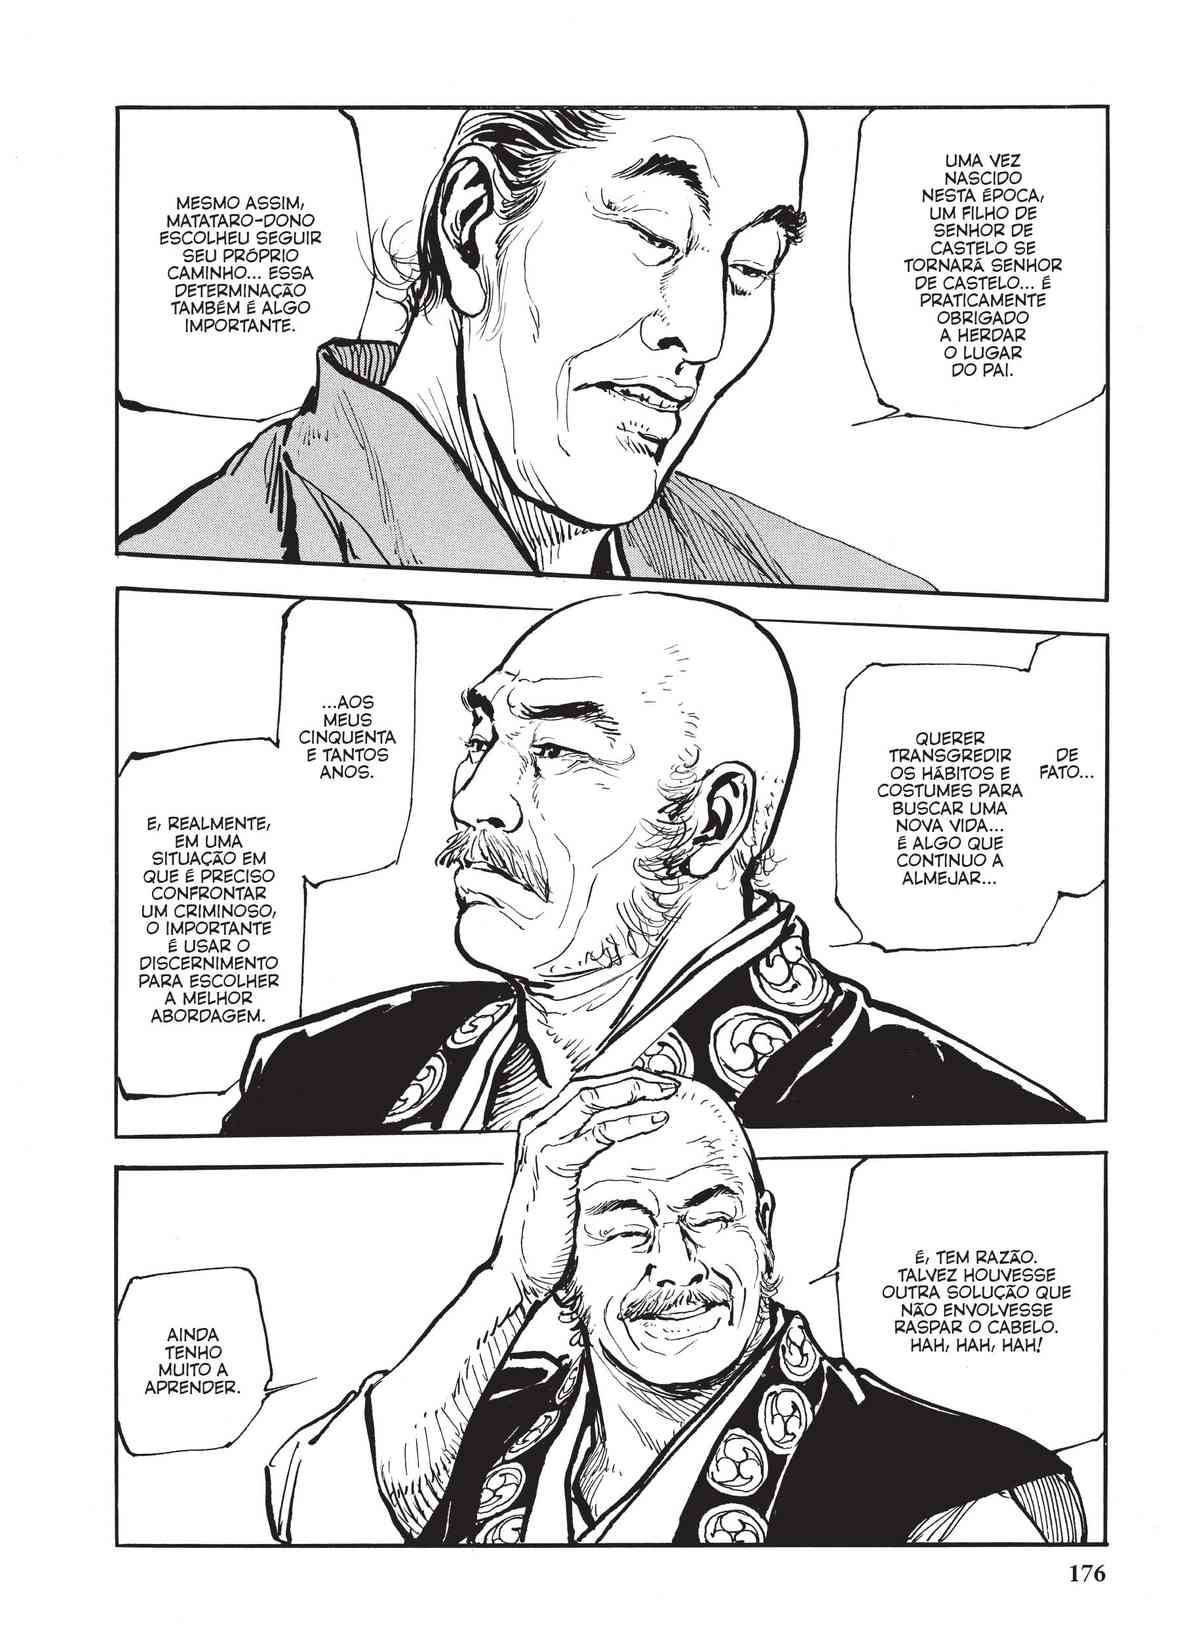 UMA VEZ
NASCIDO
NESTA ÉPOCA,
UM FILHO DE
SENHOR DE
CASTELO SE
TORNARÁ SENHOR
DE CASTELO... É
PRATICAMENTE
OBRIGADO
A HERDAR
O LUGAR
DO PAI.
MESMO ASSIM,
MATATARO-DONO
ESCOLHEU SEGUIR
SEU PRÓPRIO
CAMINHO... ESSA
DETERMINAÇÃO
TAMBÉM É ALGO
IMPORTANTE.
DE
FATO...
QUERER
TRANSGREDIR
OS HÁBITOS E
COSTUMES PARA
BUSCAR UMA
NOVA VIDA...
É ALGO QUE
CONTINUO A
ALMEJAR...
...AOS
MEUS
CINQUENTA
E TANTOS
ANOS.
E, REALMENTE,
EM UMA
SITUAÇÃO EM
QUE É PRECISO
CONFRONTAR
UM CRIMINOSO,
O IMPORTANTE
É USAR O
DISCERNIMENTO
PARA ESCOLHER
A MELHOR
ABORDAGEM.
É, TEM RAZÃO.
TALVEZ HOUVESSE
OUTRA SOLUÇÃO QUE
NÃO ENVOLVESSE
RASPAR O CABELO.
HAH, HAH, HAH!
AINDA
TENHO
MUITO A
APRENDER.
176